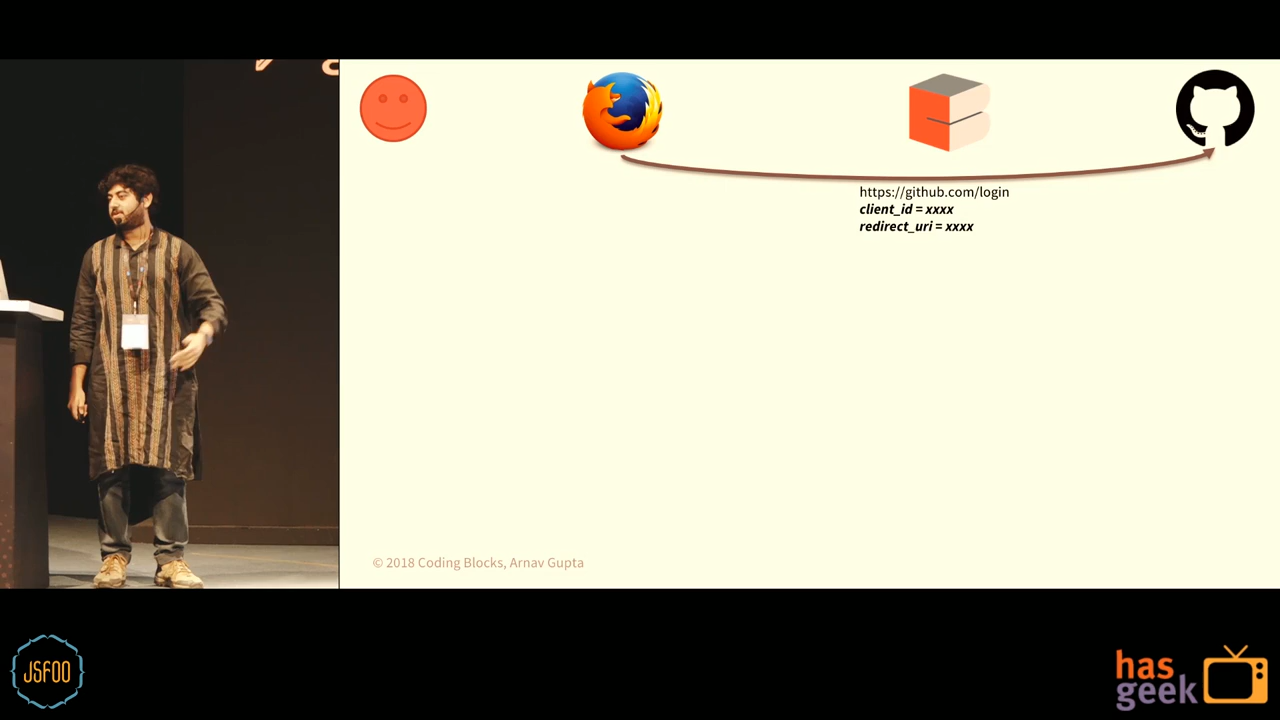 https://github.com/login
client_id = xxxx
redirect_uri = xxxx
© 2018 Coding Blocks, Arnav Gupta
JSFOO
has
geek